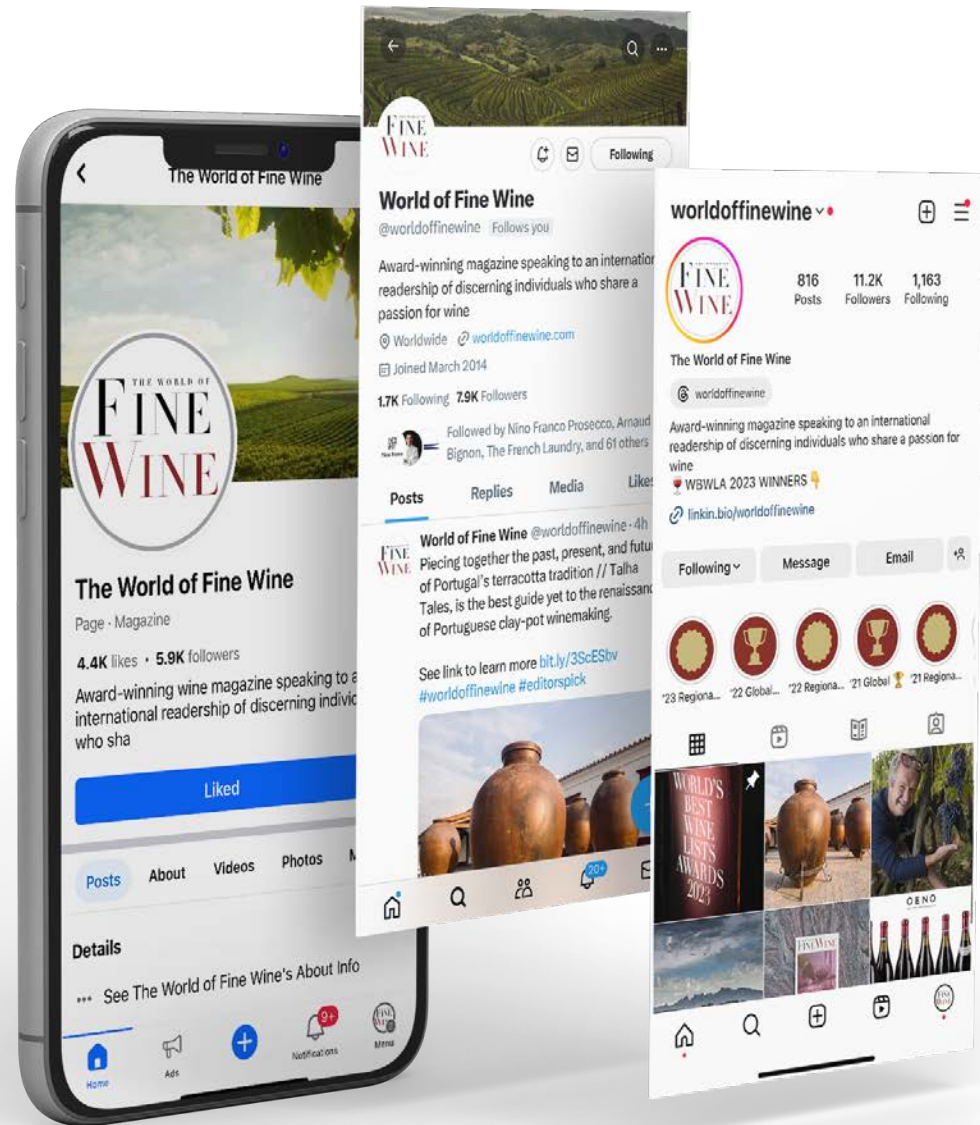 The World of Fine Wine
THE WORLD OF
FINE
WINE
The World of Fine Wine
Page · Magazine
4.4K likes • 5.9K followers
Award-winning wine magazine speaking to a
international readership of discerning individ
who sha
Liked
Posts About Videos Photos M
Details
••• See The World of Fine Wine's About Info
9+
Home Ads Notifications Menu
FINE
WINE
Following
World of Fine Wine
@worldoffinewine Follows you
Award-winning magazine speaking to an internation
readership of discerning individuals who share a
passion for wine
Worldwide worldoffinewine.com
Joined March 2014
1.7K Following 7.9K Followers
Followed by Nino Franco Prosecco, Arnaud
Bignon, The French Laundry, and 61 others
Posts Replies Media Likes
FINE
WINE
World of Fine Wine @worldoffinewine · 4h
Piecing together the past, present, and futu
of Portugal's terracotta tradition // Talha
Tales, is the best guide yet to the renaissanc
of Portuguese clay-pot winemaking.
See link to learn more bit.ly/3ScESbv
#worldoffinewine #editorspick
20+
worldoffinewine
THE WORLD OF
FINE
WINE
816 11.2K 1,163
Posts Followers Following
The World of Fine Wine
worldoffinewine
Award-winning magazine speaking to an international
readership of discerning individuals who share a passion for
wine
🍷 WBWLA 2023 WINNERS 👇
linkin.bio/worldoffinewine
Following Message Email
'23 Regiona... '22 Global... '22 Regiona... '21 Global 🏆 '21 Regiona...
WORLD'S
BEST
WINE
LISTS
AWARDS
2023
FINE WINE
OENO